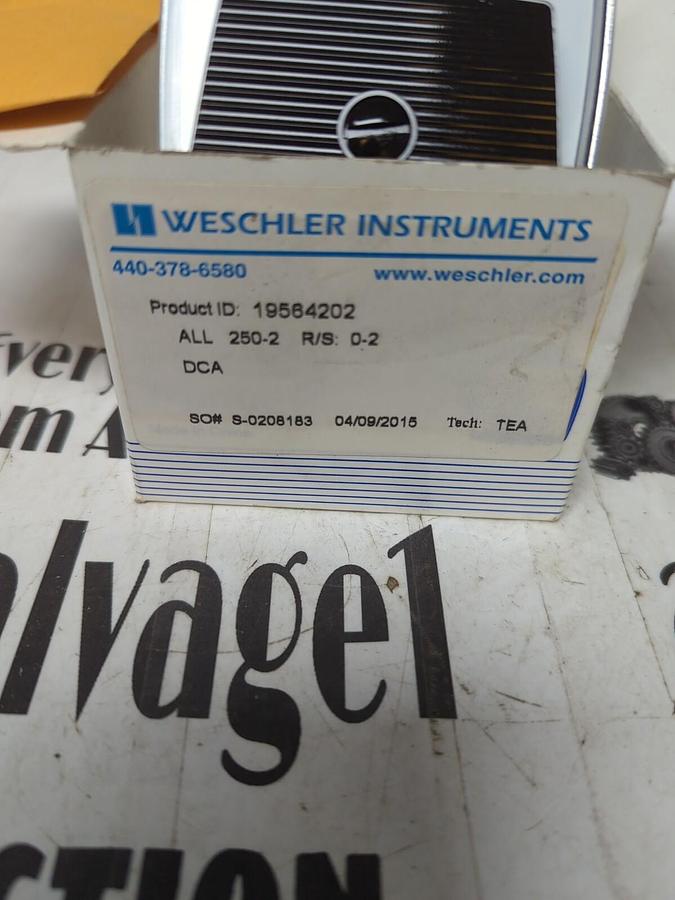 WESCHLER INSTRUMENTS
440-378-6580 www.weschler.com
Product ID: 19564202
ALL 250-2 R/S: 0-2
DCA
SO# S-0208183 04/09/2015 Tech: TEA
very
om A
alvage1
CTION